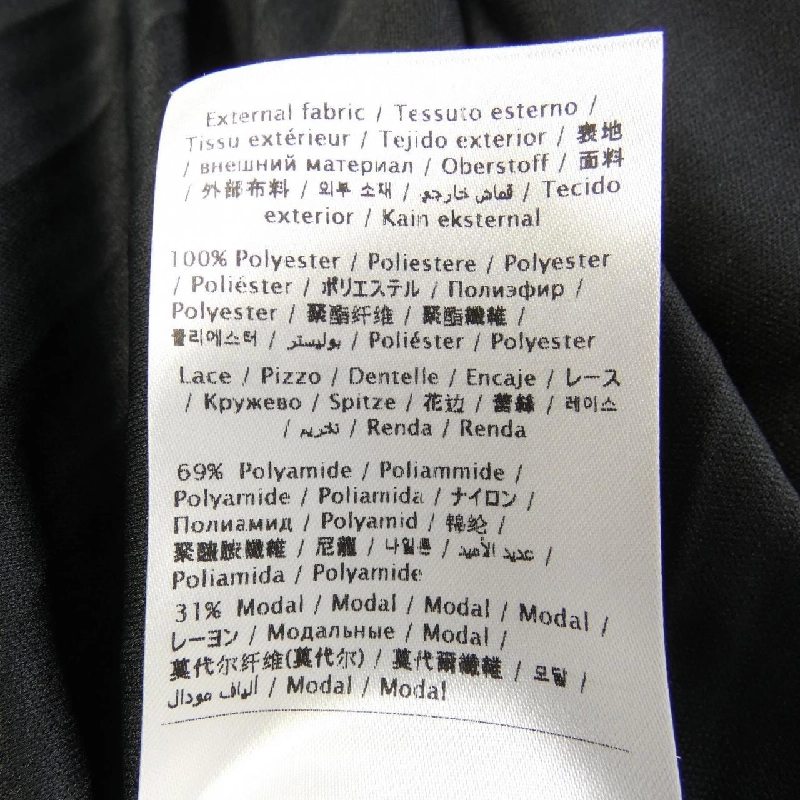 External fabric / Tessuto esterno /
Tissu extérieur / Tejido exterior / 表地
/ внешний материал / Oberstoff / 面料
/ 外部布料 / 외부 소재 / قماش خارجي / Tecido
exterior / Kain eksternal
100% Polyester / Poliestere / Polyester
/ Poliéster / ポリエステル / Полиэфир /
Polyester / 聚酯纤维 / 聚酯纖維 /
폴리에스터 / بوليستر / Poliéster / Polyester
Lace / Pizzo / Dentelle / Encaje / レース
/ Кружево / Spitze / 花边 / 蕾絲 / 레이스
/ تخريم / Renda / Renda
69% Polyamide / Poliammide /
Polyamide / Poliamida / ナイロン /
Полиамид / Polyamid / 锦纶 /
聚醯胺纖維 / 尼龍 / 나일론 / عديد الأميد /
Poliamida / Polyamide
31% Modal / Modal / Modal / Modal /
レーヨン / Модальные / Modal /
莫代尔纤维(莫代尔) / 莫代爾纖維 / 모달 /
ألياف مودال / Modal / Modal